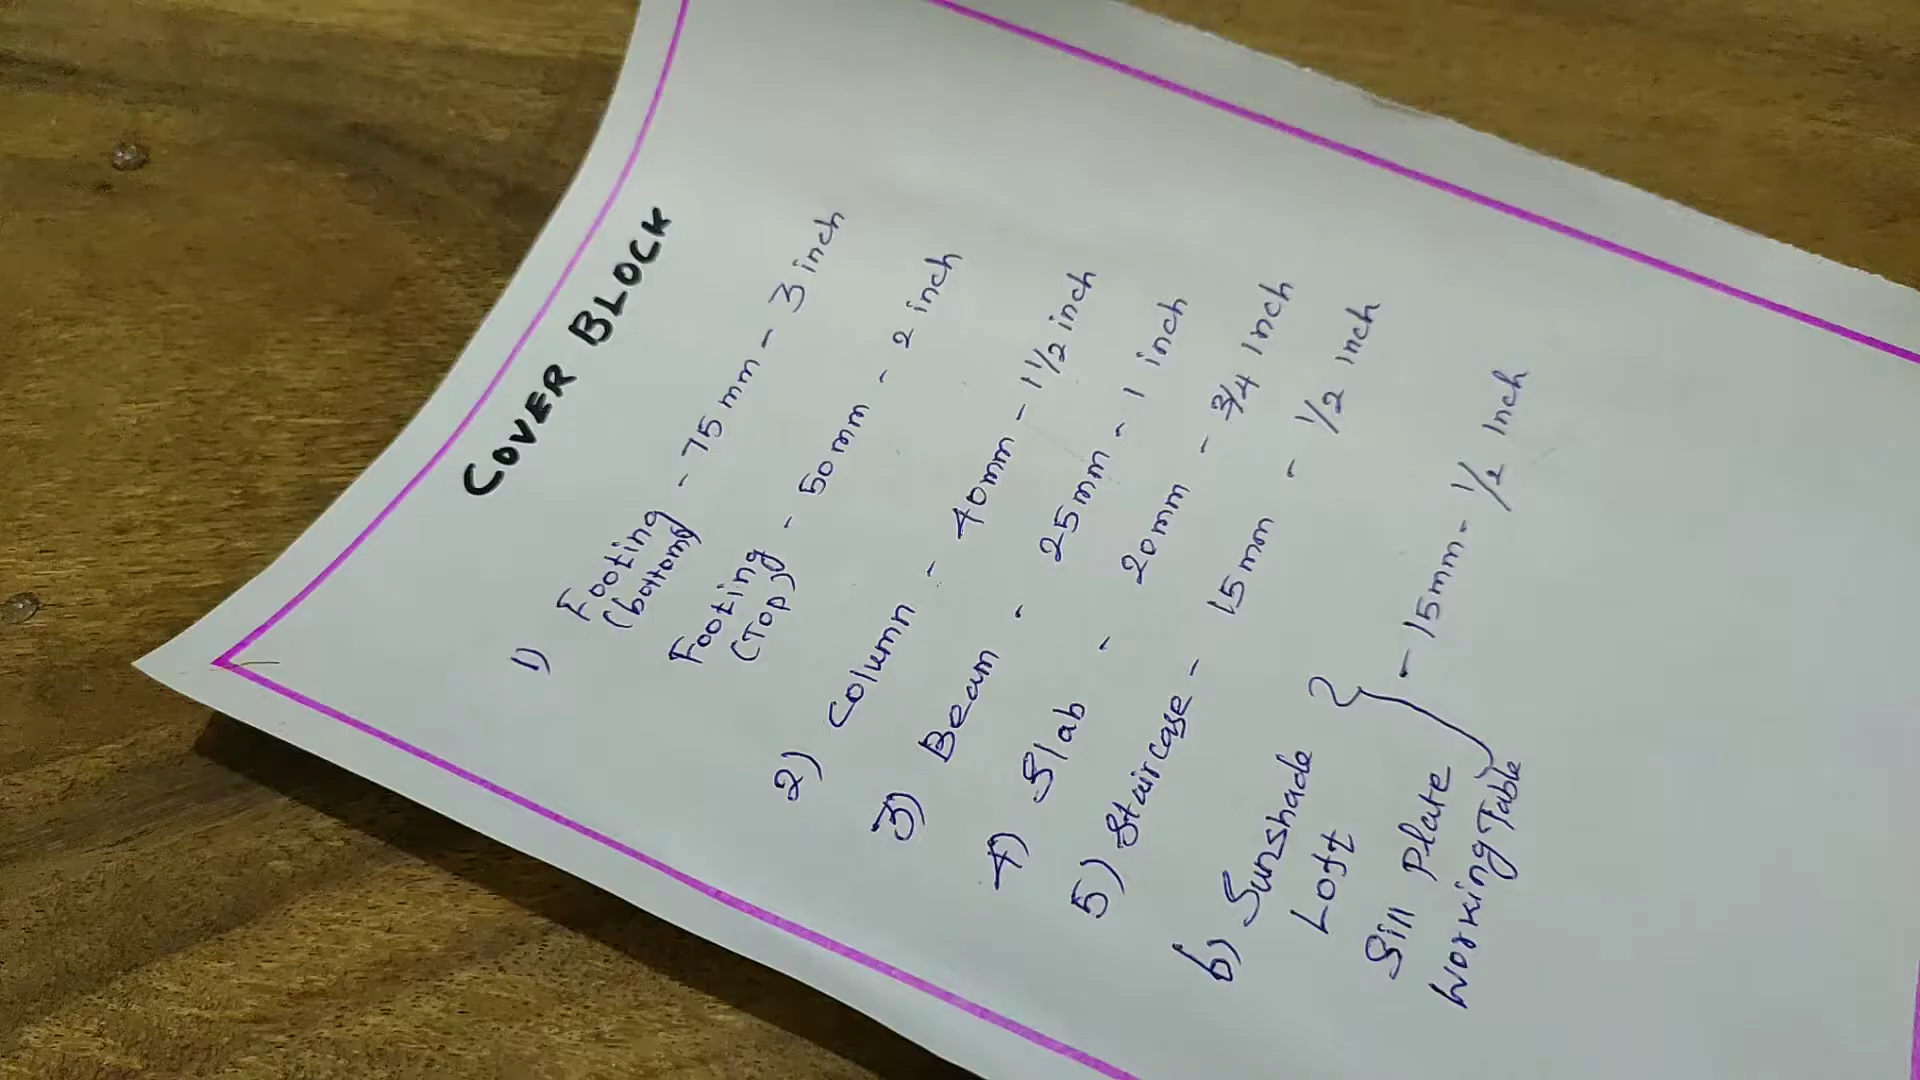 COVER BLOCK
1) Footing - 75mm - 3 inch
(bottom)
Footing - 50mm - 2 inch
(Top)
2) Column - 40mm - 1 1/2 inch
3) Beam - 25mm - 1 inch
4) Slab - 20mm - 3/4 inch
5) Staircase - 15mm - 1/2 inch
6) Sunshade
Loft
} - 15mm - 1/2 inch
Sill Plate
Working Table